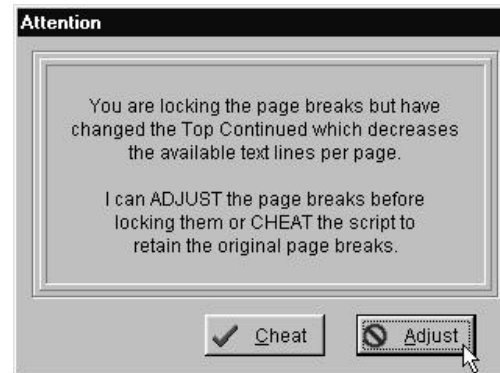 Attention
You are locking the page breaks but have
changed the Top Continued which decreases
the available text lines per page.
I can ADJUST the page breaks before
locking them or CHEAT the script to
retain the original page breaks.
Cheat Adjust